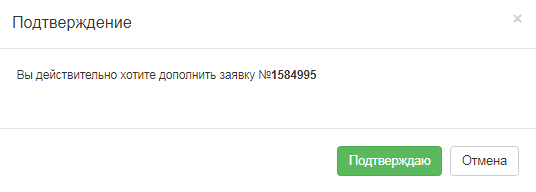 Подтверждение
×
Вы действительно хотите дополнить заявку №1584995
Подтверждаю
Отмена